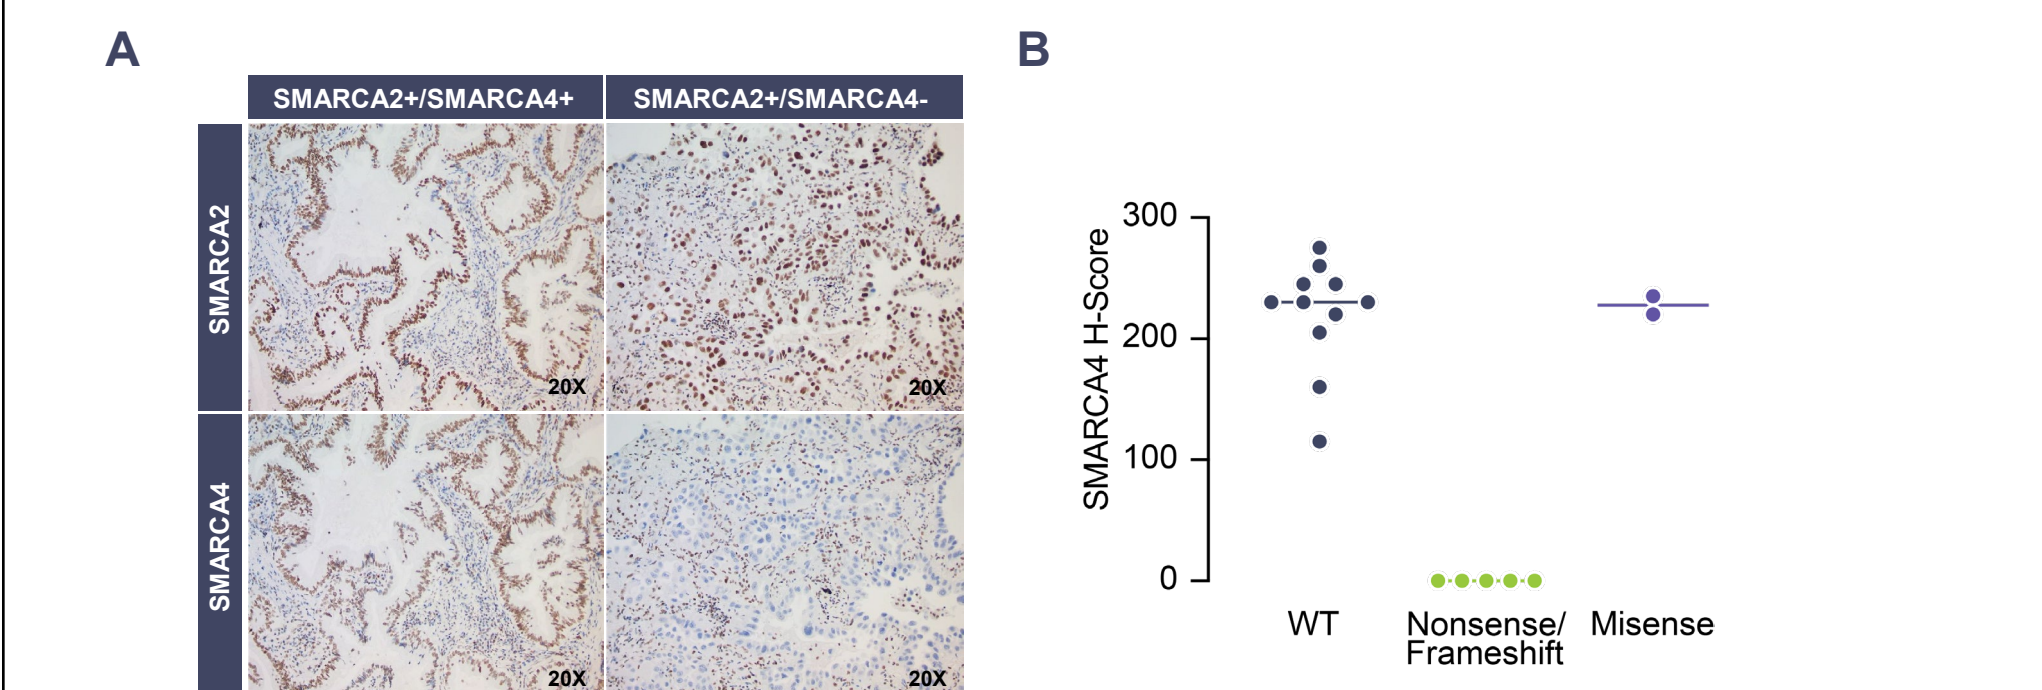 A
B
SMARCA2+/SMARCA4+
SMARCA2+/SMARCA4-
SMARCA2
20X
20X
SMARCA4
20X
20X
SMARCA4 H-Score
300
200
100
0
WT
Nonsense/
Frameshift
Misense